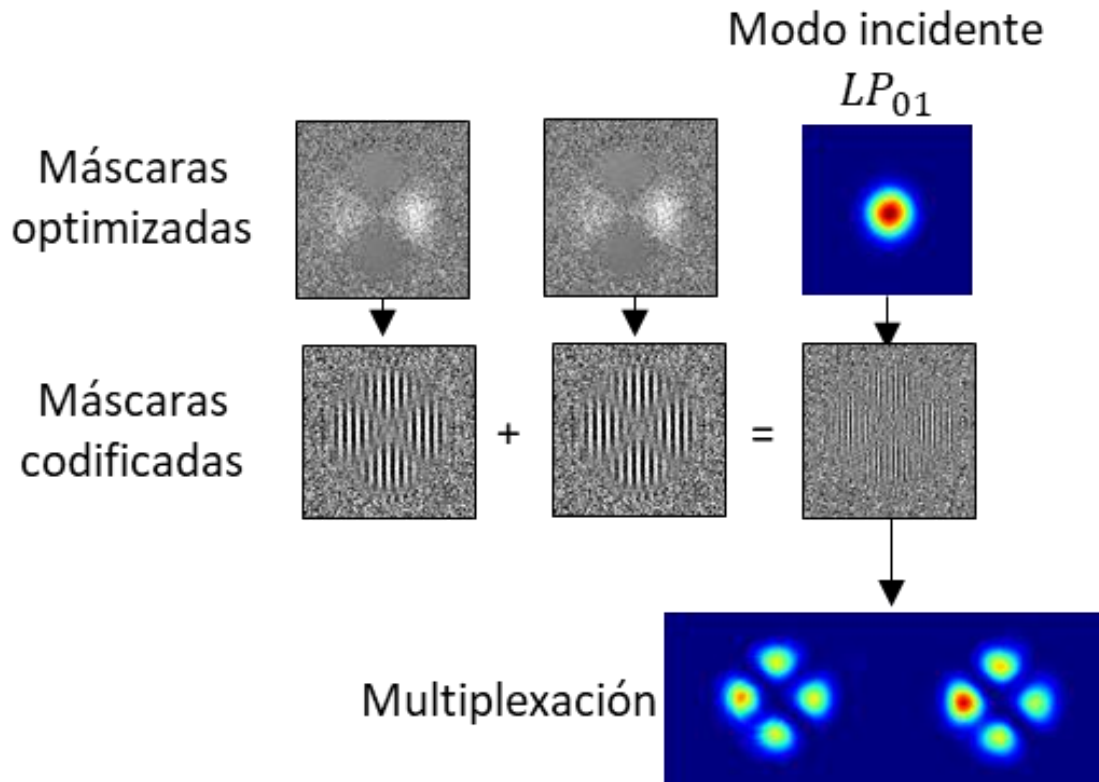 Modo incidente
LP₀₁
Máscaras
optimizadas
Máscaras
codificadas
+
=
Multiplexación